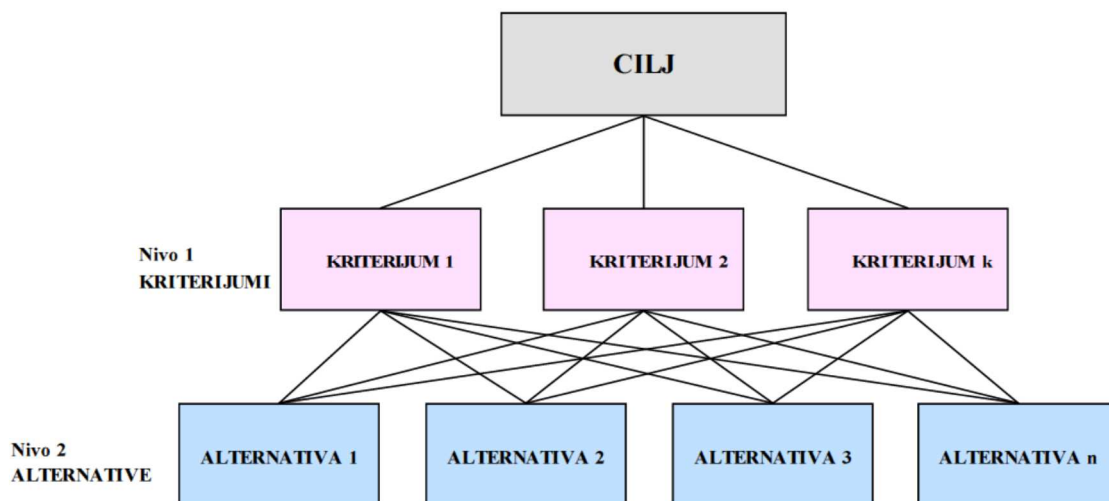 CILJ
Nivo 1
KRITERIJUMI
KRITERIJUM 1
KRITERIJUM 2
KRITERIJUM k
Nivo 2
ALTERNATIVE
ALTERNATIVA 1
ALTERNATIVA 2
ALTERNATIVA 3
ALTERNATIVA n